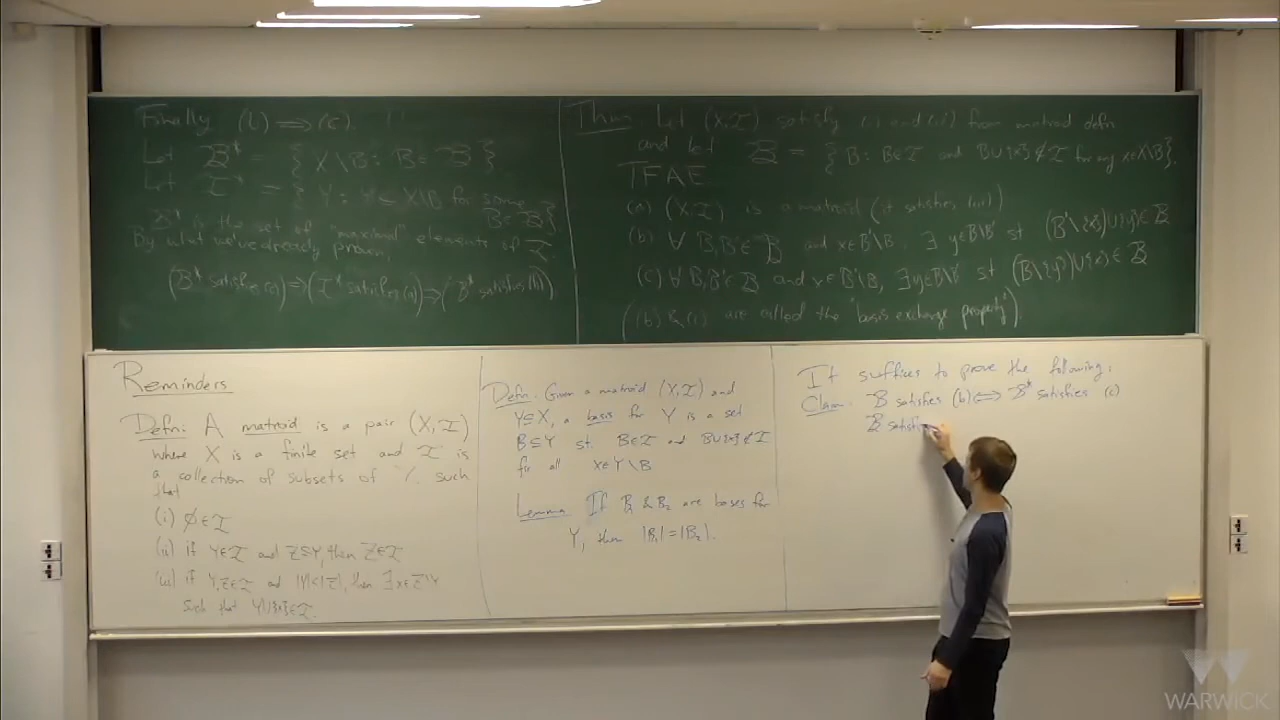 Finally (b) ⟹ (c).
Let 𝓑* = { X\B : B ∈ 𝓑 }
Let 𝓘* = { Y : Y ⊆ X\B for some B ∈ 𝓑 }.
𝓑* is the set of "maximal" elements of 𝓘*.
By what we've already proven,
(𝓑* satisfies (c)) ⟹ (𝓘* satisfies (a)) ⟹ (𝓑* satisfies (b))
Thm Let (X,𝓘) satisfy (i) and (ii) from matroid defn
and let 𝓑 = { B : B∈𝓘 and B∪{x}∉𝓘 for any x∈X\B}.
TFAE
(a) (X,𝓘) is a matroid (it satisfies (iii))
(b) ∀ B,B'∈𝓑 and x∈B'\B, ∃ y∈B\B' st (B'\{x})∪{y}∈𝓑
(c) ∀ B,B'∈𝓑 and x∈B'\B, ∃ y∈B\B' st (B\{y})∪{x}∈𝓑
((b) & (c) are called the "basis exchange property").
Reminders
Defn: A matroid is a pair (X,𝓘)
where X is a finite set and 𝓘 is
a collection of subsets of X such
that
(i) ∅∈𝓘
(ii) if Y∈𝓘 and Z⊆Y, then Z∈𝓘
(iii) if Y,Z∈𝓘 and |Y|<|Z|, then ∃x∈Z\Y
such that Y∪{x}∈𝓘.
Defn: Given a matroid (X,𝓘) and
Y⊆X, a basis for Y is a set
B⊆Y st. B∈𝓘 and B∪{x}∉𝓘
for all x∈Y\B
Lemma If B₁ & B₂ are bases for
Y, then |B₁|=|B₂|.
It suffices to prove the following:
Claim. 𝓑 satisfies (b) ⟺ 𝓑* satisfies (c)
𝓑 satisfi
WARWICK